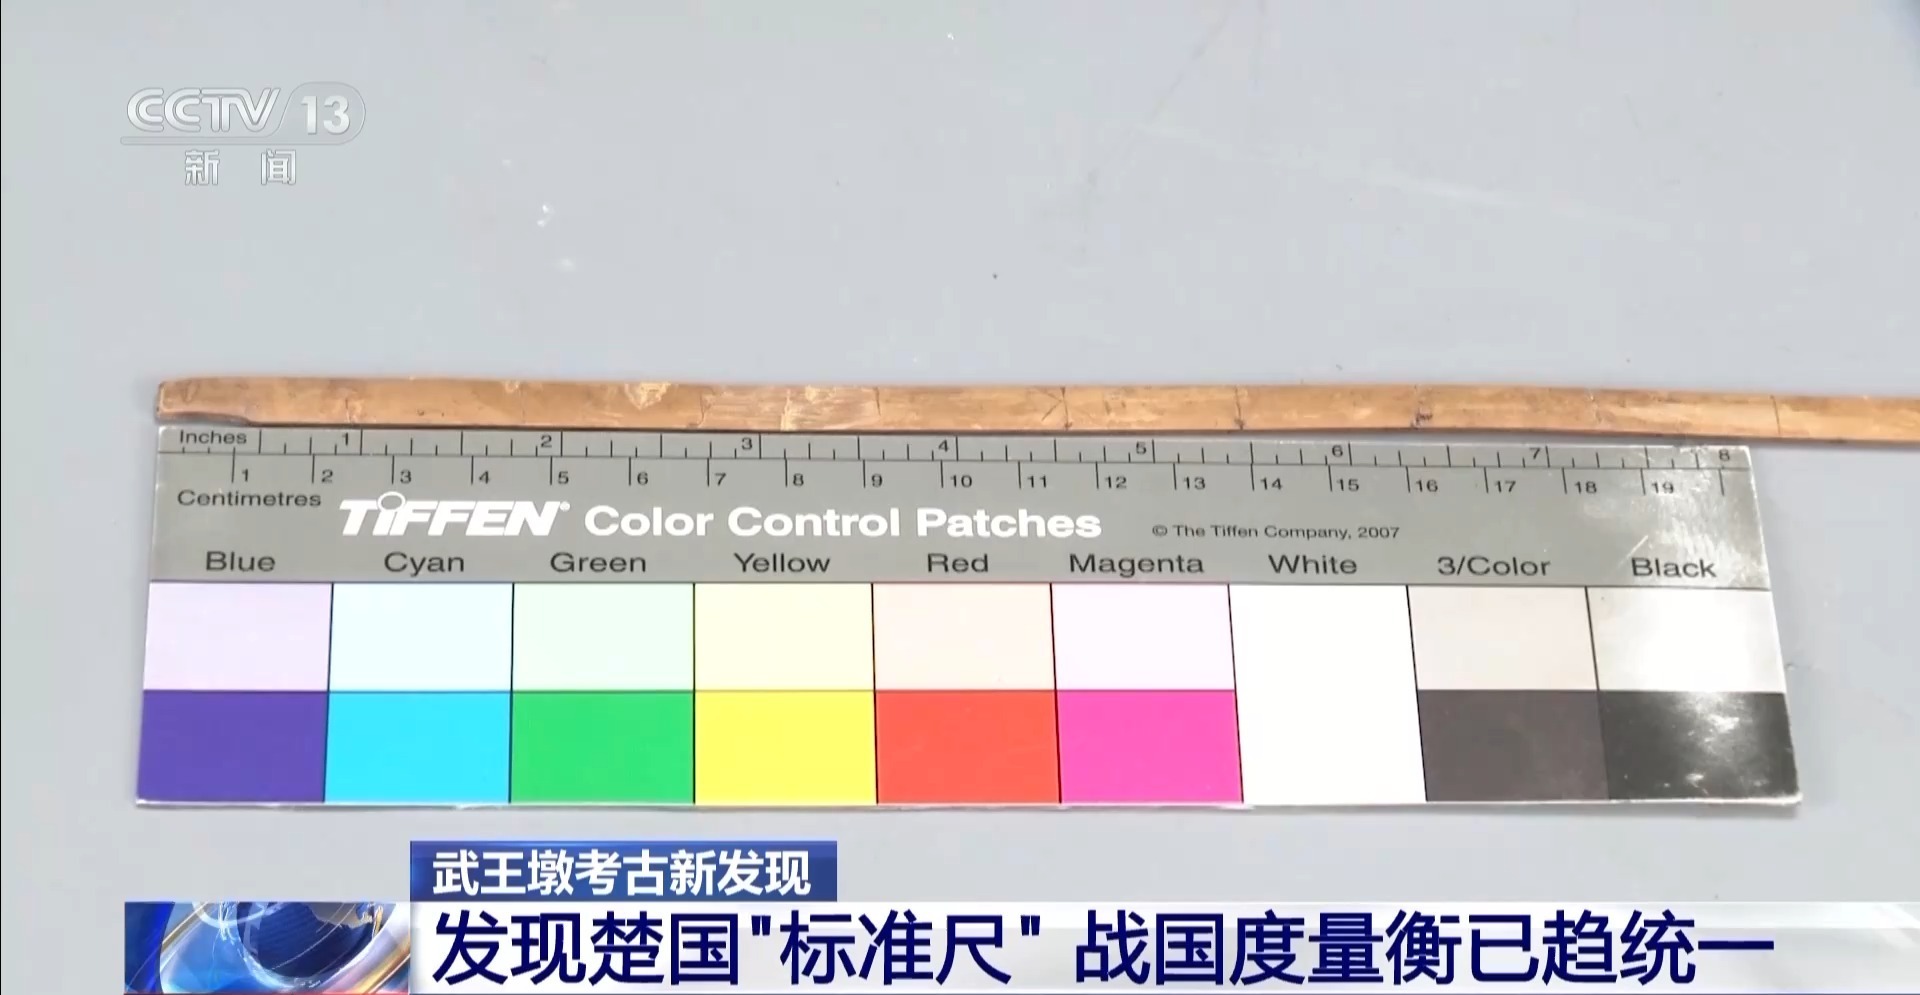 CCTV 13
新闻
Inches 1 2 3 4 5 6 7 8
1 2 3 4 5 6 7 8 9 10 11 12 13 14 15 16 17 18 19
Centimetres
TIFFEN® Color Control Patches © The Tiffen Company, 2007
Blue Cyan Green Yellow Red Magenta White 3/Color Black
武王墩考古新发现
发现楚国"标准尺" 战国度量衡已趋统一